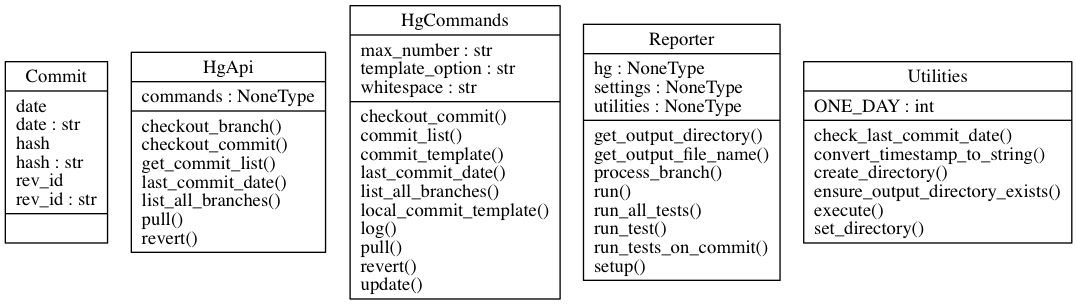 Commit
date
date : str
hash
hash : str
rev_id
rev_id : str
HgApi
commands : NoneType
checkout_branch()
checkout_commit()
get_commit_list()
last_commit_date()
list_all_branches()
pull()
revert()
HgCommands
max_number : str
template_option : str
whitespace : str
checkout_commit()
commit_list()
commit_template()
last_commit_date()
list_all_branches()
local_commit_template()
log()
pull()
revert()
update()
Reporter
hg : NoneType
settings : NoneType
utilities : NoneType
get_output_directory()
get_output_file_name()
process_branch()
run()
run_all_tests()
run_test()
run_tests_on_commit()
setup()
Utilities
ONE_DAY : int
check_last_commit_date()
convert_timestamp_to_string()
create_directory()
ensure_output_directory_exists()
execute()
set_directory()